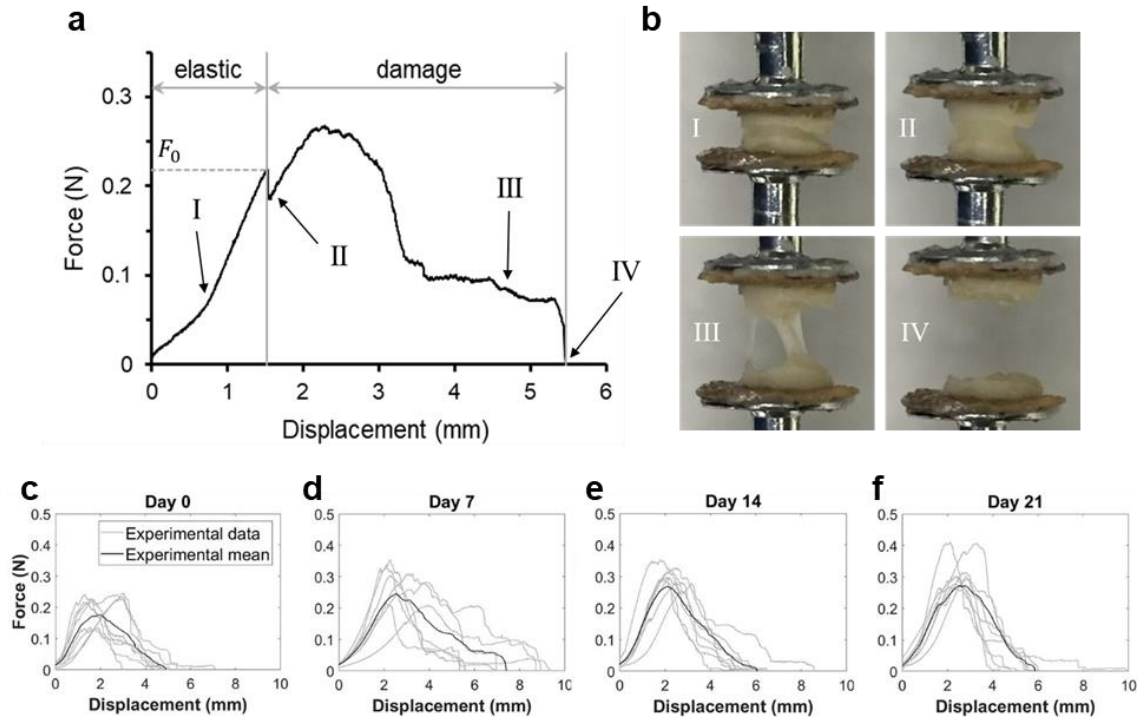 a
elastic
damage
0.3
0.2
0.1
0
F₀
I
II
III
IV
Force (N)
0 1 2 3 4 5 6
Displacement (mm)
b
I
II
III
IV
c
Day 0
0.5
0.4
0.3
0.2
0.1
0
Force (N)
Experimental data
Experimental mean
0 2 4 6 8 10
Displacement (mm)
d
Day 7
0.5
0.4
0.3
0.2
0.1
0
0 2 4 6 8 10
Displacement (mm)
e
Day 14
0.5
0.4
0.3
0.2
0.1
0
0 2 4 6 8 10
Displacement (mm)
f
Day 21
0.5
0.4
0.3
0.2
0.1
0
0 2 4 6 8 10
Displacement (mm)